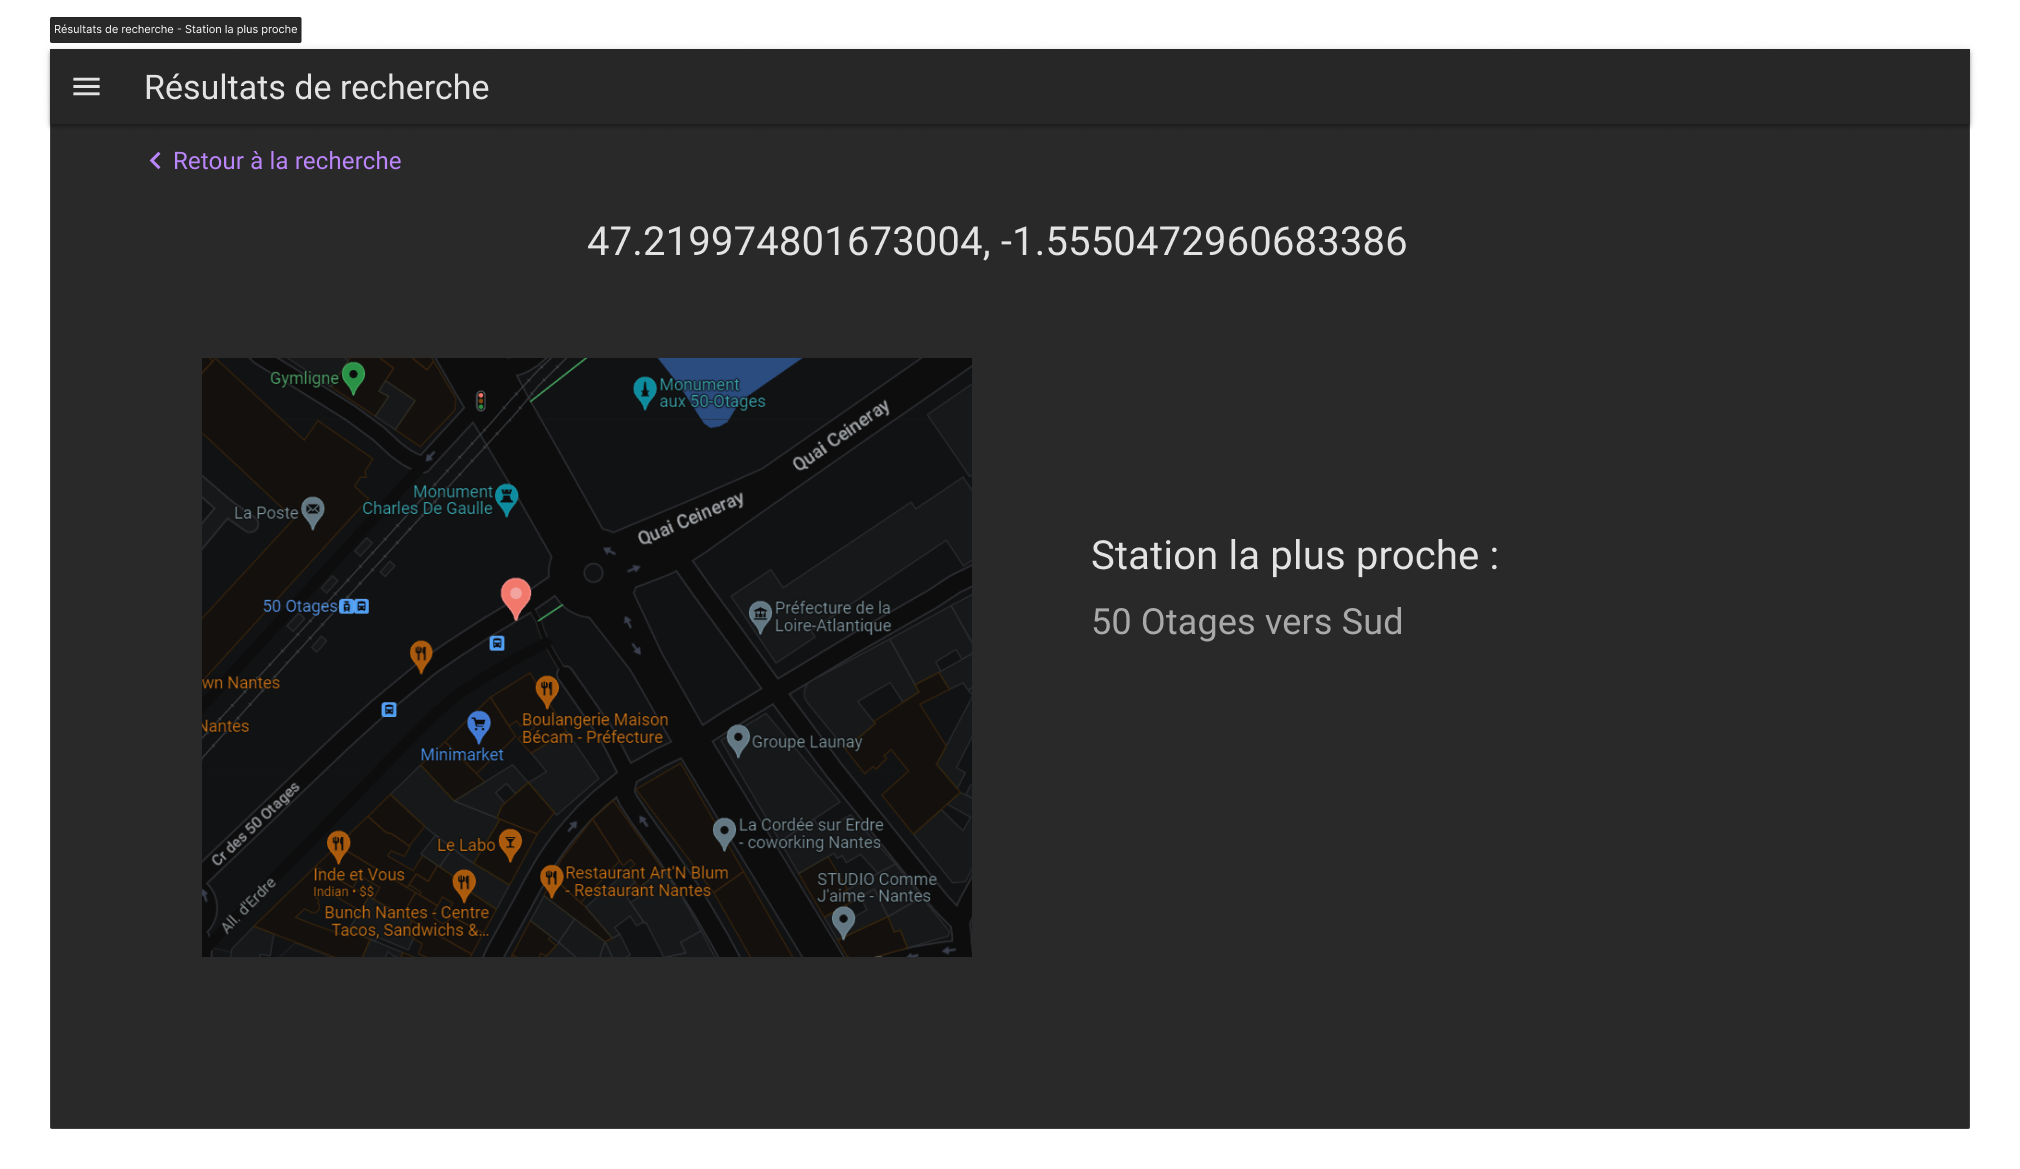 Résultats de recherche - Station la plus proche
Résultats de recherche
Retour à la recherche
47.219974801673004, -1.5550472960683386
Gymligne
Monument
aux 50-Otages
Quai Ceineray
Monument
Charles De Gaulle
La Poste
Quai Ceineray
50 Otages
Préfecture de la
Loire-Atlantique
wn Nantes
Nantes
Boulangerie Maison
Bécam - Préfecture
Minimarket
Groupe Launay
Cr des 50 Otages
All. d'Erdre
La Cordée sur Erdre
- coworking Nantes
Le Labo
Inde et Vous
Indian • $$
Restaurant Art'N Blum
- Restaurant Nantes
STUDIO Comme
J'aime - Nantes
Bunch Nantes - Centre
Tacos, Sandwichs &...
Station la plus proche :
50 Otages vers Sud